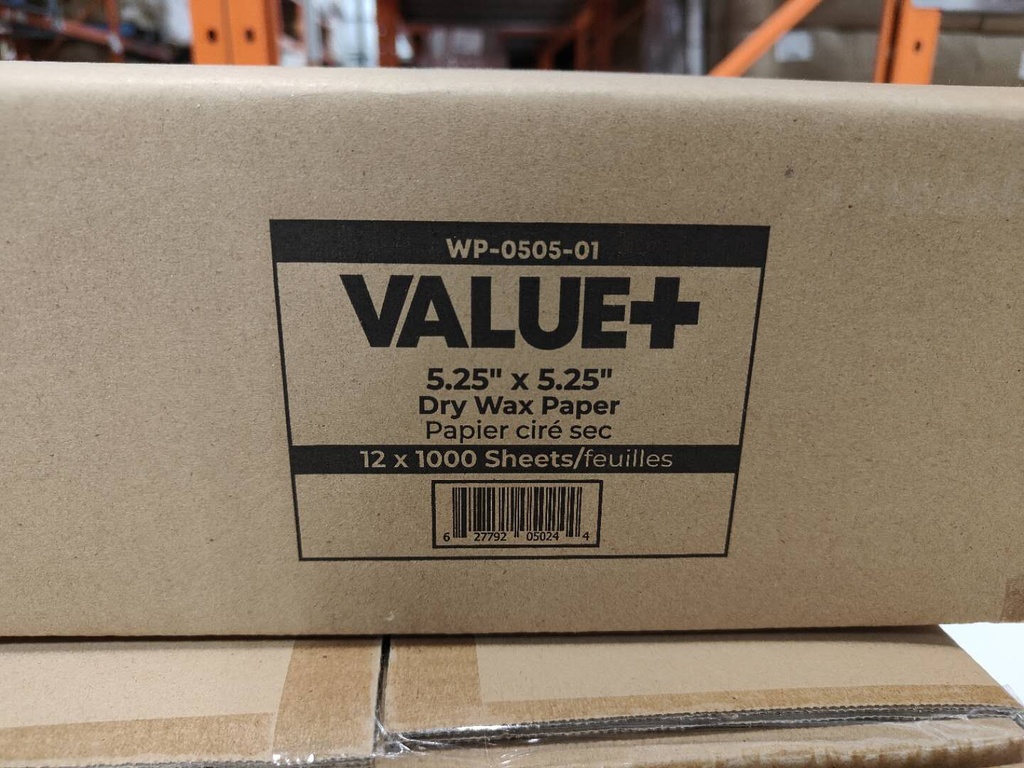 WP-0505-01
VALUE+
5.25" x 5.25"
Dry Wax Paper
Papier ciré sec
12 x 1000 Sheets/feuilles
6 27792 05024 4